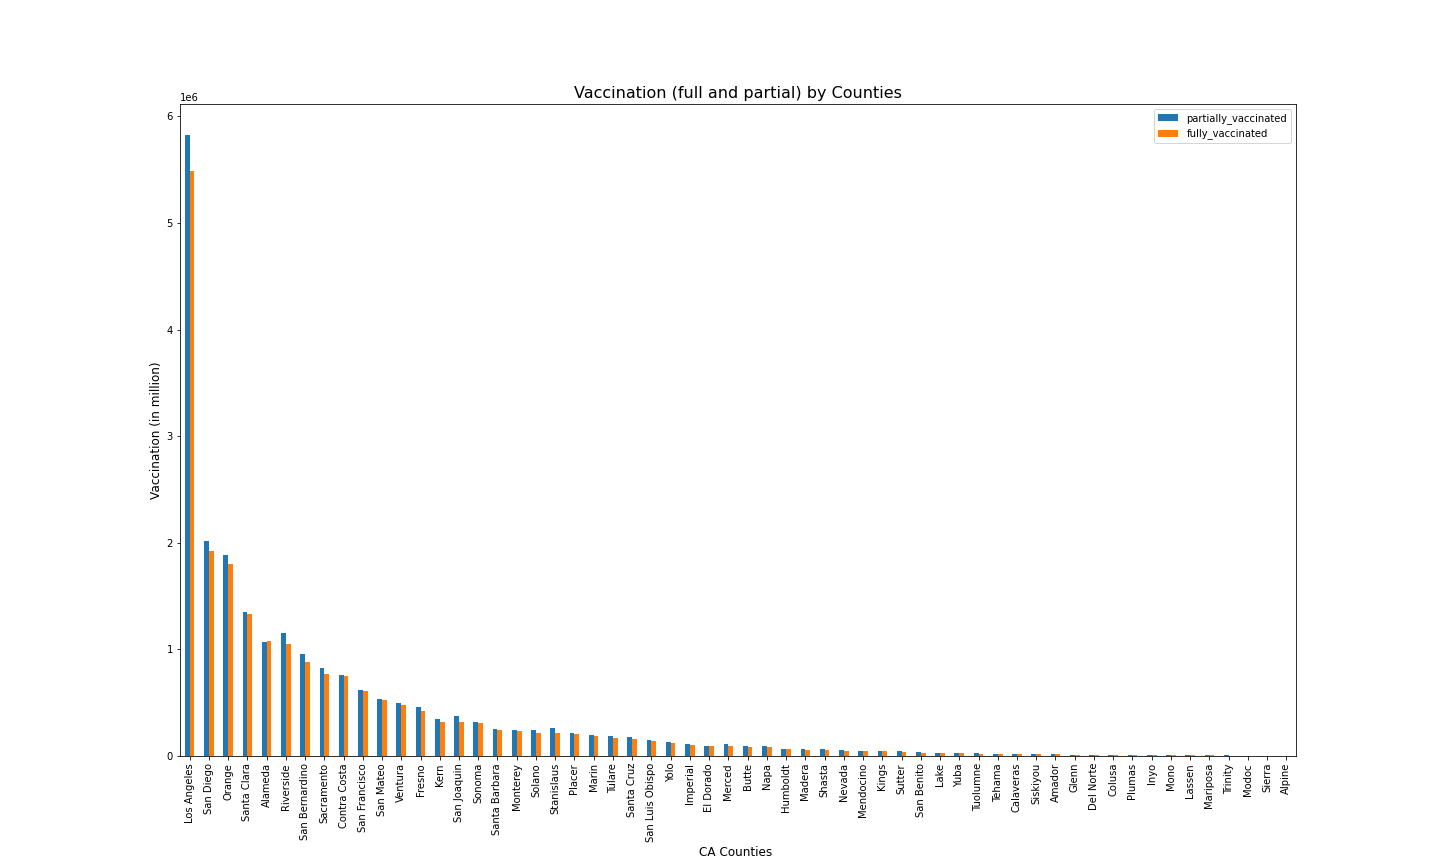 Vaccination (full and partial) by Counties
1e6
6
5
4
3
2
1
0
Vaccination (in million)
partially_vaccinated
fully_vaccinated
Los Angeles
San Diego
Orange
Santa Clara
Alameda
Riverside
San Bernardino
Sacramento
Contra Costa
San Francisco
San Mateo
Ventura
Fresno
Kern
San Joaquin
Sonoma
Santa Barbara
Monterey
Solano
Stanislaus
Placer
Marin
Tulare
Santa Cruz
San Luis Obispo
Yolo
Imperial
El Dorado
Merced
Butte
Napa
Humboldt
Madera
Shasta
Nevada
Mendocino
Kings
Sutter
San Benito
Lake
Yuba
Tuolumne
Tehama
Calaveras
Siskiyou
Amador
Glenn
Del Norte
Colusa
Plumas
Inyo
Mono
Lassen
Mariposa
Trinity
Modoc
Sierra
Alpine
CA Counties